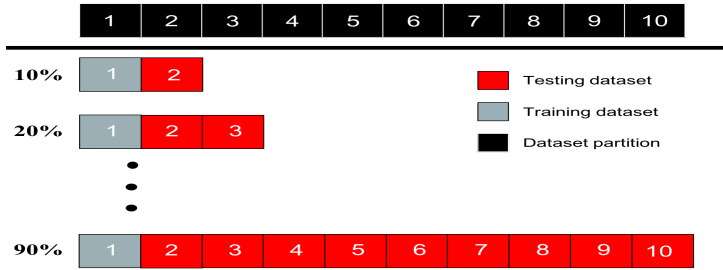 1 2 3 4 5 6 7 8 9 10
10% 1 2
Testing dataset
Training dataset
20% 1 2 3
Dataset partition
90% 1 2 3 4 5 6 7 8 9 10